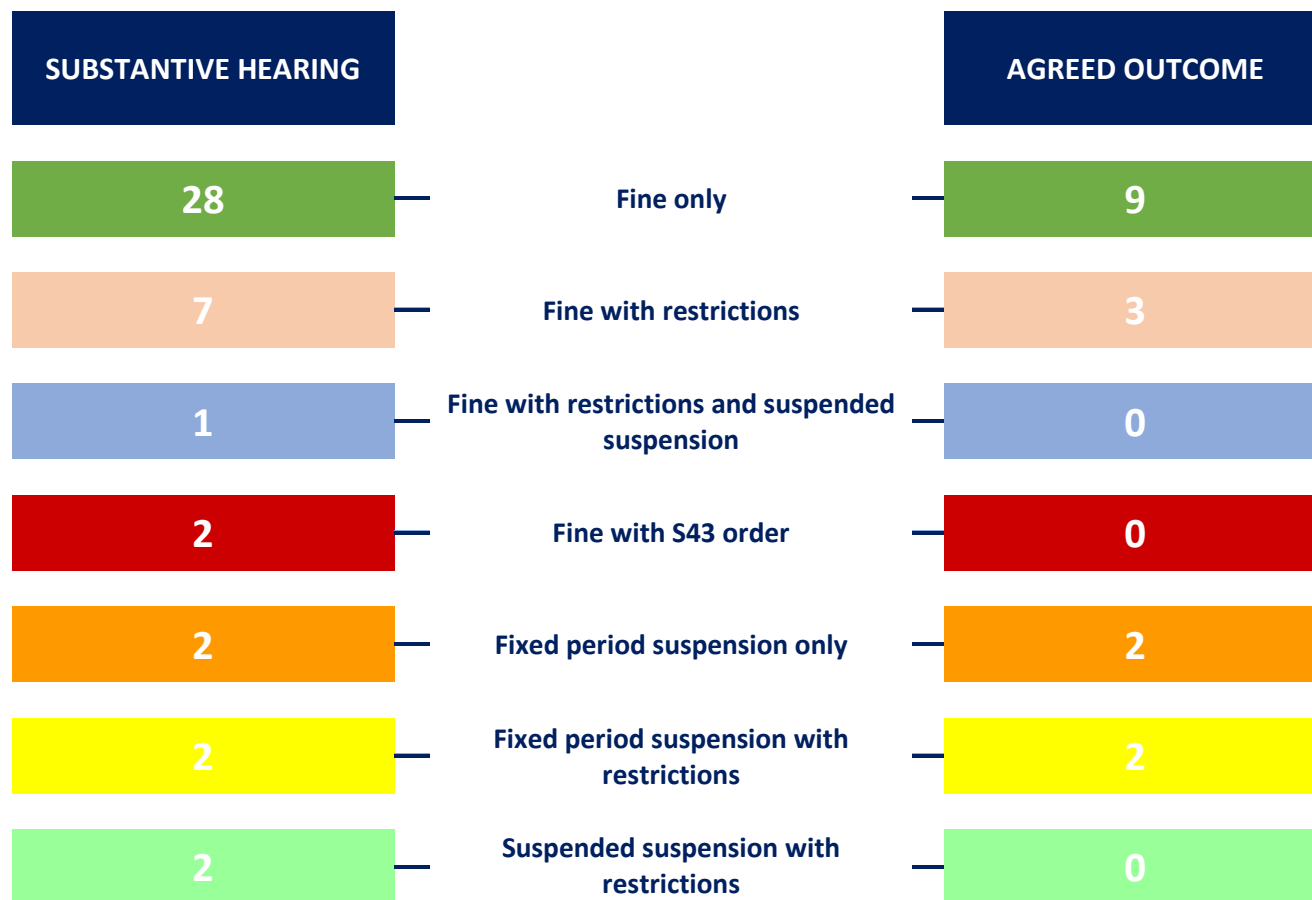 SUBSTANTIVE HEARING
AGREED OUTCOME
28
Fine only
9
7
Fine with restrictions
3
1
Fine with restrictions and suspended
suspension
0
2
Fine with S43 order
0
2
Fixed period suspension only
2
2
Fixed period suspension with
restrictions
2
2
Suspended suspension with
restrictions
0